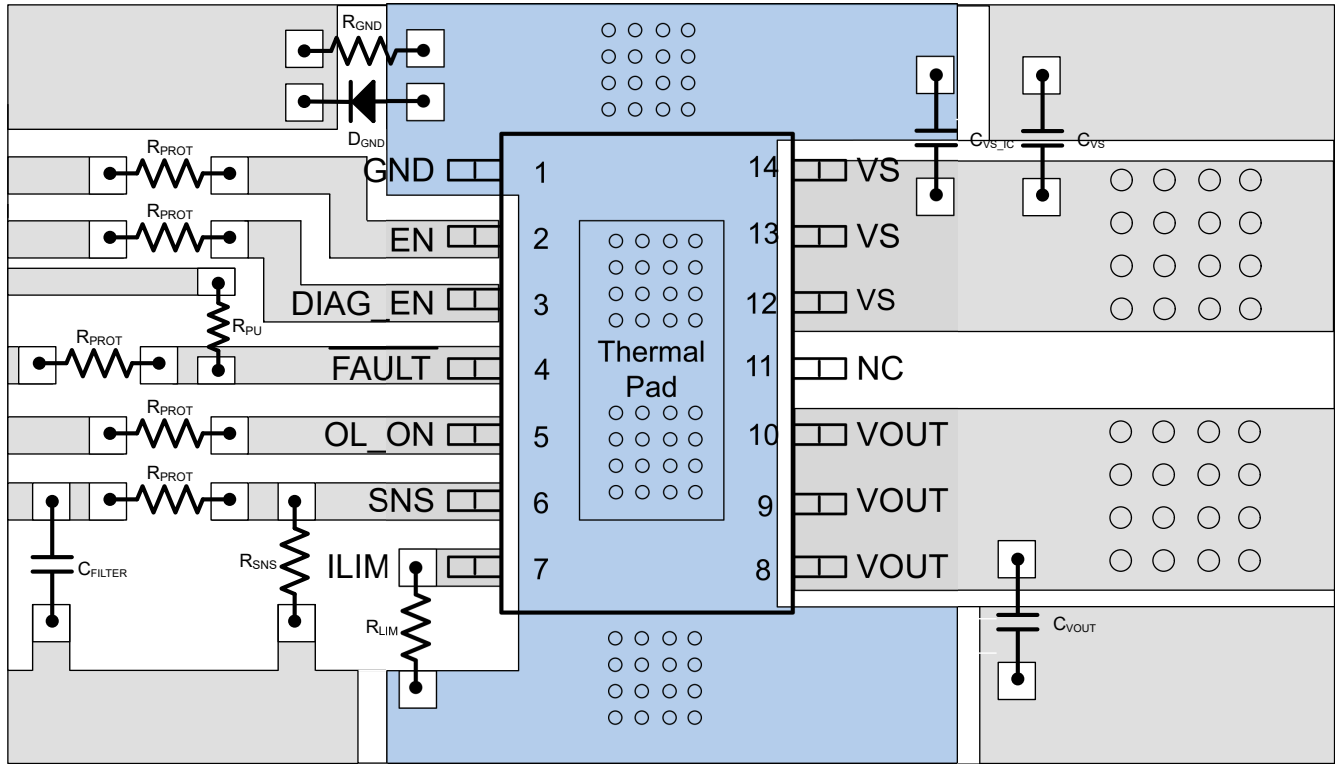 RGND
DGND
RPROT
GND
1
14
VS
CVS_IC
CVS
RPROT
EN
2
13
VS
DIAG_EN
3
12
VS
RPU
RPROT
FAULT
4
Thermal
Pad
11
NC
RPROT
OL_ON
5
10
VOUT
RPROT
SNS
6
9
VOUT
CFILTER
RSNS
ILIM
7
8
VOUT
RLIM
CVOUT